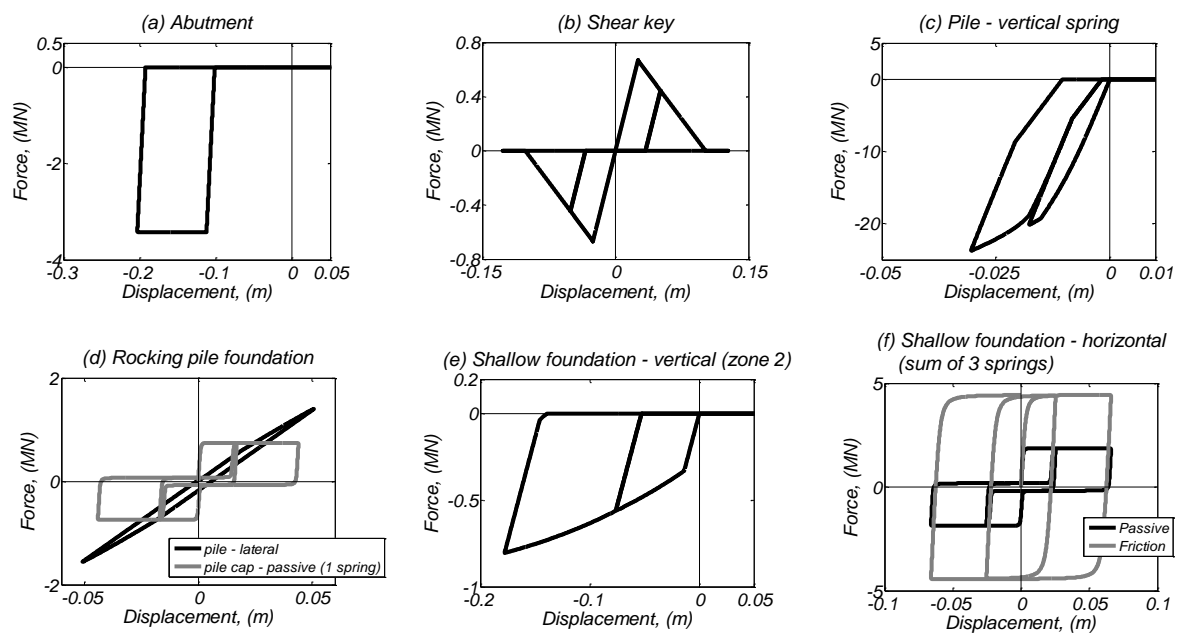 (a) Abutment
0.5
0
-2
-4
-0.3
-0.2
-0.1
0
0.05
Force, (MN)
Displacement, (m)
(b) Shear key
0.8
0.4
0
-0.4
-0.8
-0.15
0
0.15
Force, (MN)
Displacement, (m)
(c) Pile - vertical spring
5
0
-10
-20
-0.05
-0.025
0
0.01
Force, (MN)
Displacement, (m)
(d) Rocking pile foundation
2
0
-2
-0.05
0
0.05
Force, (MN)
Displacement, (m)
pile - lateral
pile cap - passive (1 spring)
(e) Shallow foundation - vertical (zone 2)
0.2
0
-0.5
-1
-0.2
-0.1
0
Force, (MN)
Displacement, (m)
(f) Shallow foundation - horizontal
(sum of 3 springs)
5
0
-5
-0.1
-0.05
0
0.05
0.1
Force, (MN)
Displacement, (m)
Passive
Friction